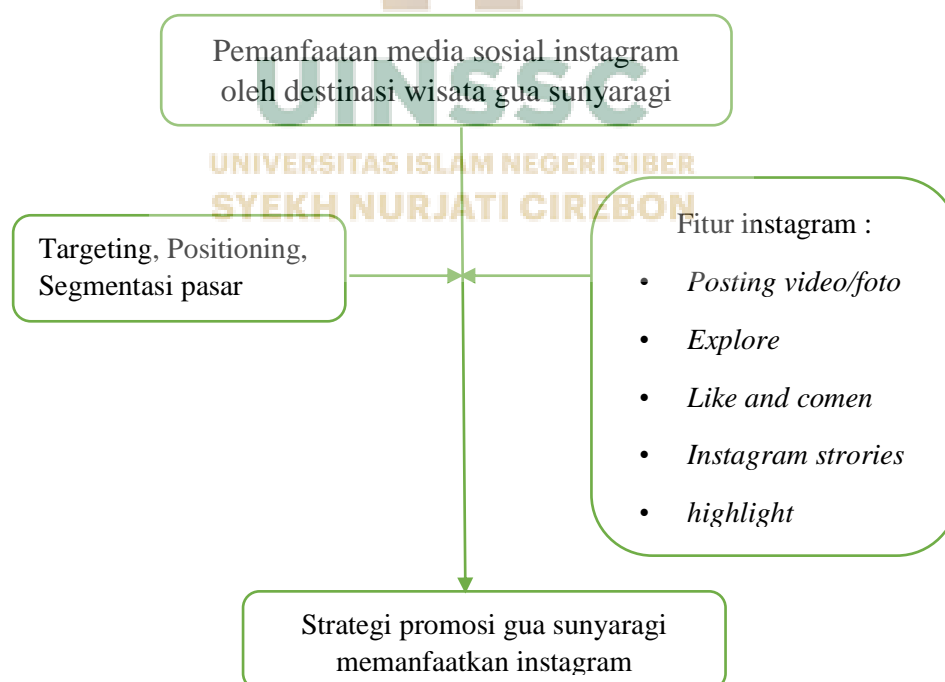 Pemanfaatan media sosial instagram
oleh destinasi wisata gua sunyaragi
UINSSC
UNIVERSITAS ISLAM NEGERI SIBER
SYEKH NURJATI CIREBON
Targeting, Positioning,
Segmentasi pasar
Fitur instagram :
• Posting video/foto
• Explore
• Like and comen
• Instagram strories
• highlight
Strategi promosi gua sunyaragi
memanfaatkan instagram